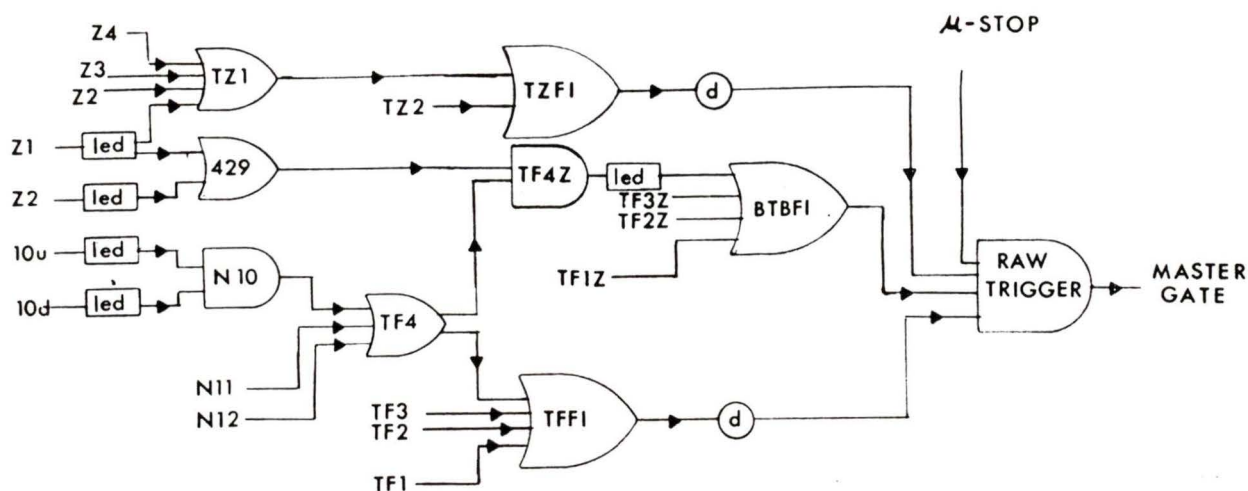 μ-STOP
Z4
Z3
Z2
TZ1
TZ2
TZF1
d
Z1
led
429
Z2
led
TF4Z
led
TF3Z
TF2Z
TF1Z
BTBF1
10u
led
N10
10d
led
TF4
N11
N12
RAW
TRIGGER
MASTER
GATE
TF3
TF2
TF1
TFF1
d